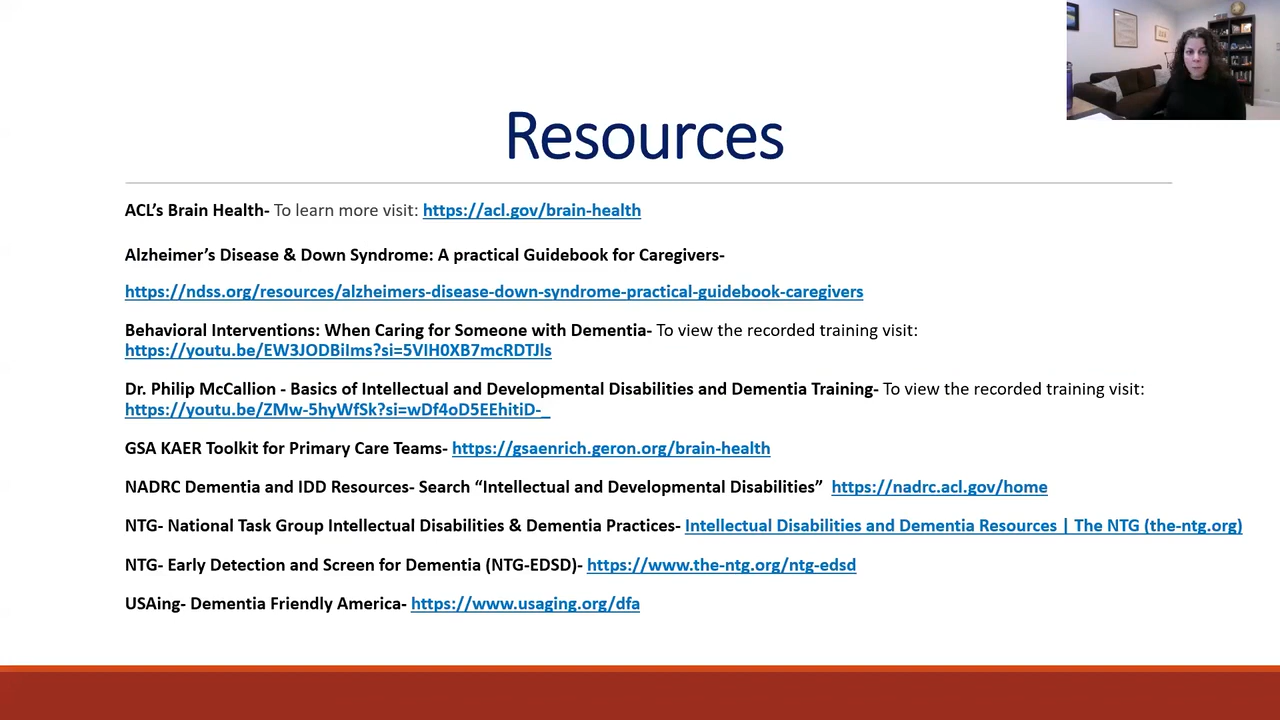 Resources
ACL's Brain Health- To learn more visit: https://acl.gov/brain-health
Alzheimer's Disease & Down Syndrome: A practical Guidebook for Caregivers-
https://ndss.org/resources/alzheimers-disease-down-syndrome-practical-guidebook-caregivers
Behavioral Interventions: When Caring for Someone with Dementia- To view the recorded training visit:
https://youtu.be/EW3JODBiIms?si=5VIH0XB7mcRDTJls
Dr. Philip McCallion - Basics of Intellectual and Developmental Disabilities and Dementia Training- To view the recorded training visit:
https://youtu.be/ZMw-5hyWfSk?si=wDf4oD5EEhitiD-_
GSA KAER Toolkit for Primary Care Teams- https://gsaenrich.geron.org/brain-health
NADRC Dementia and IDD Resources- Search “Intellectual and Developmental Disabilities” https://nadrc.acl.gov/home
NTG- National Task Group Intellectual Disabilities & Dementia Practices- Intellectual Disabilities and Dementia Resources | The NTG (the-ntg.org)
NTG- Early Detection and Screen for Dementia (NTG-EDSD)- https://www.the-ntg.org/ntg-edsd
USAing- Dementia Friendly America- https://www.usaging.org/dfa